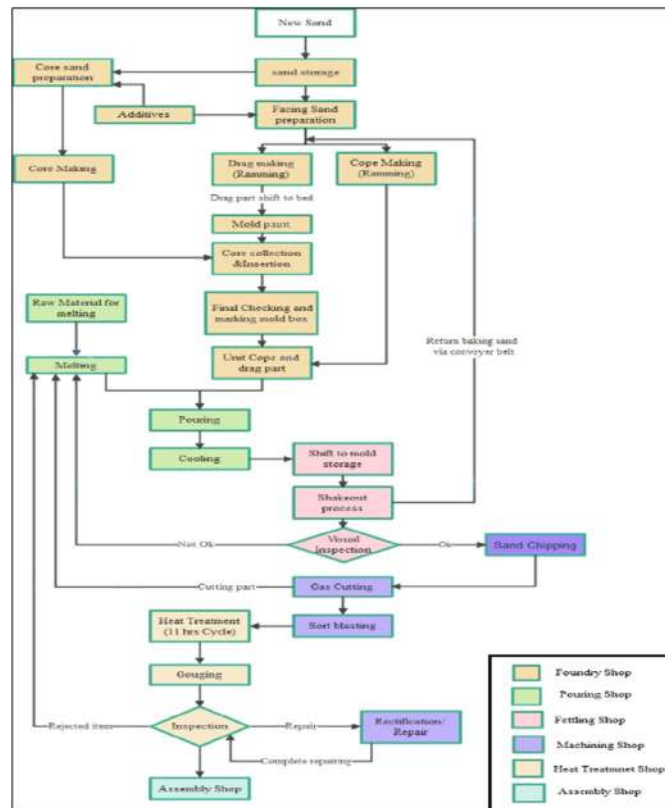 New Sand
Core sand
preparation
sand storage
Additives
Facing Sand
preparation
Core Making
Drag making
(Ramming)
Cope Making
(Ramming)
Drag part shift to bed
Mold paint
Core collection
&Insertion
Raw Material for
melting
Final Checking and
marking mold box
Return baking sand
via conveyer belt
Melting
Unit Cope and
drag part
Pouring
Cooling
Shift to mold
storage
Shakeout
process
Not Ok
Visual
Inspection
Ok
Sand Chipping
Cutting part
Gas Cutting
Heat Treatment
(11 hrs Cycle)
Sort blasting
Gouging
Rejected item
Inspection
Repair
Rectification/
Repair
Complete repairing
Assembly Shop
Foundry Shop
Pouring Shop
Fettling Shop
Machining Shop
Heat Treatmnet Shop
Assembly Shop